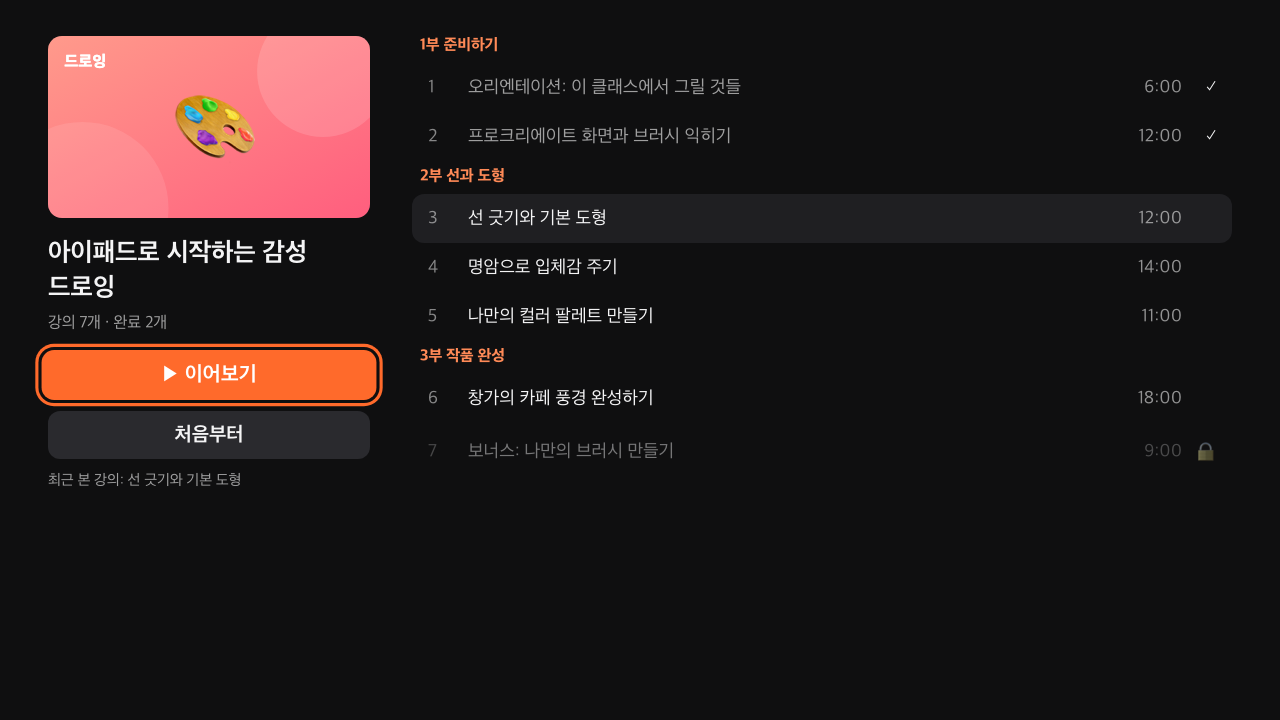 드로잉
아이패드로 시작하는 감성
드로잉
강의 7개 · 완료 2개
▶ 이어보기
처음부터
최근 본 강의: 선 긋기와 기본 도형
1부 준비하기
1 오리엔테이션: 이 클래스에서 그릴 것들 6:00 ✓
2 프로크리에이트 화면과 브러시 익히기 12:00 ✓
2부 선과 도형
3 선 긋기와 기본 도형 12:00
4 명암으로 입체감 주기 14:00
5 나만의 컬러 팔레트 만들기 11:00
3부 작품 완성
6 창가의 카페 풍경 완성하기 18:00
7 보너스: 나만의 브러시 만들기 9:00